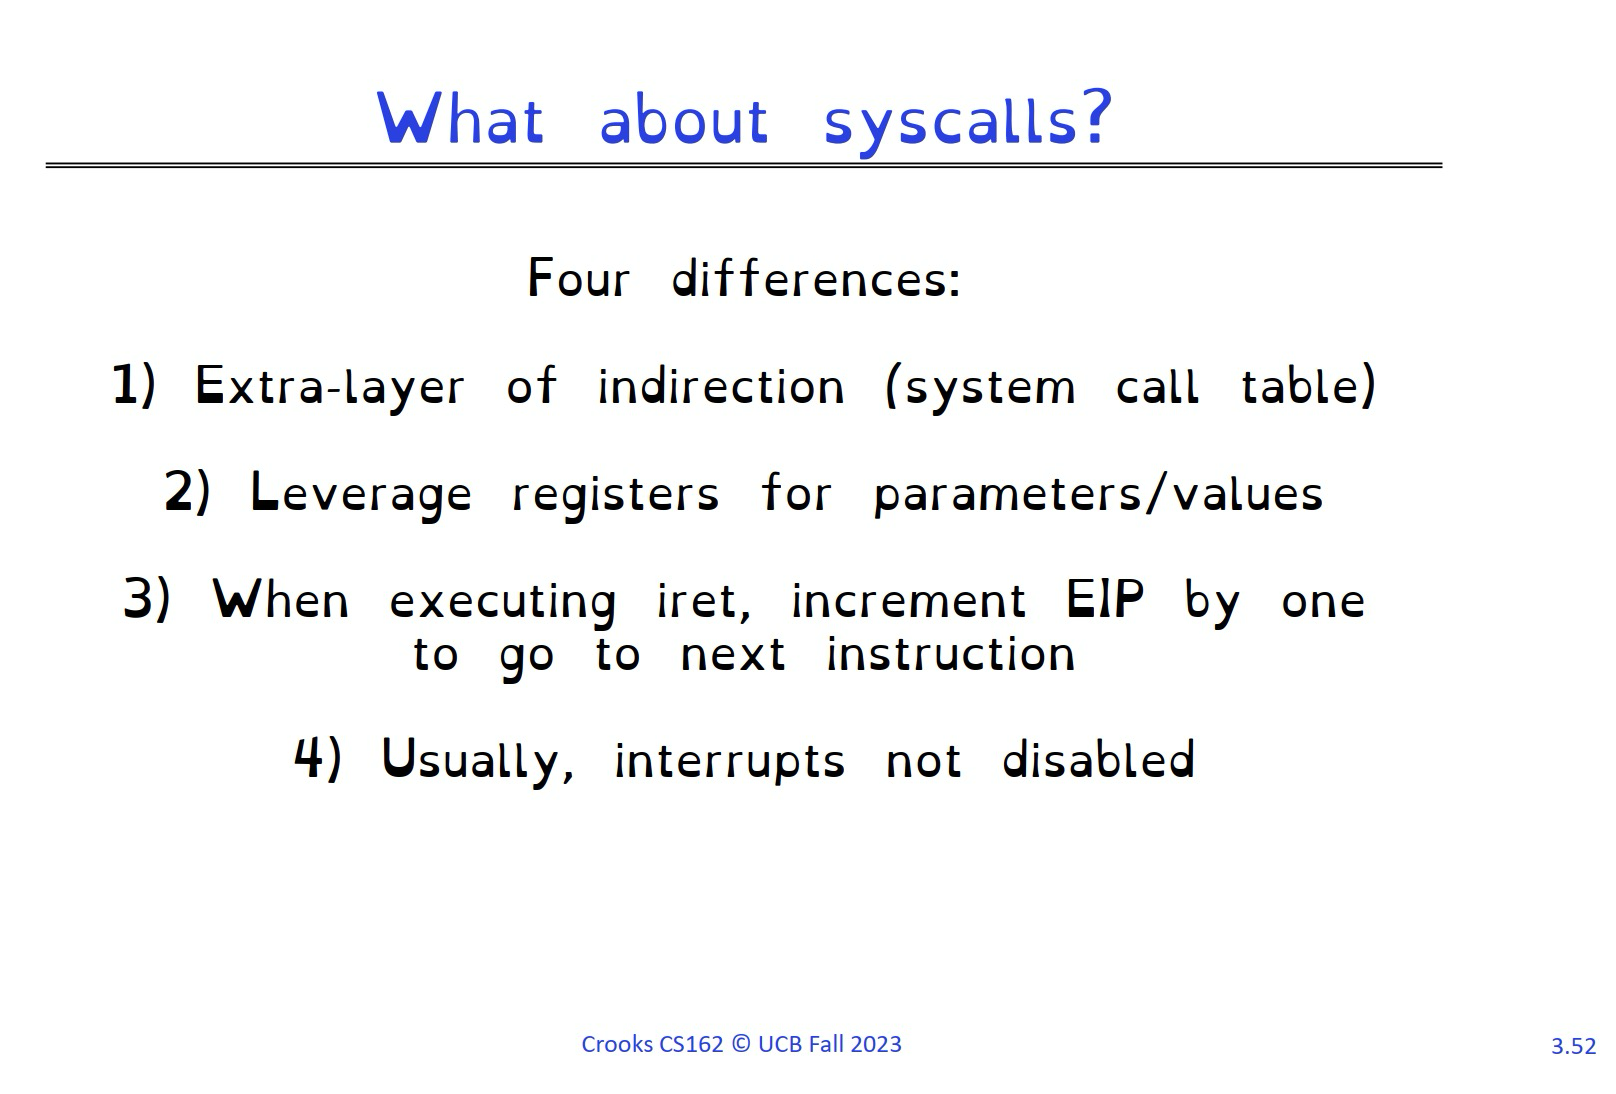 What about syscalls?
Four differences:
1) Extra-layer of indirection (system call table)
2) Leverage registers for parameters/values
3) When executing iret, increment EIP by one
to go to next instruction
4) Usually, interrupts not disabled
Crooks CS162 © UCB Fall 2023
3.52